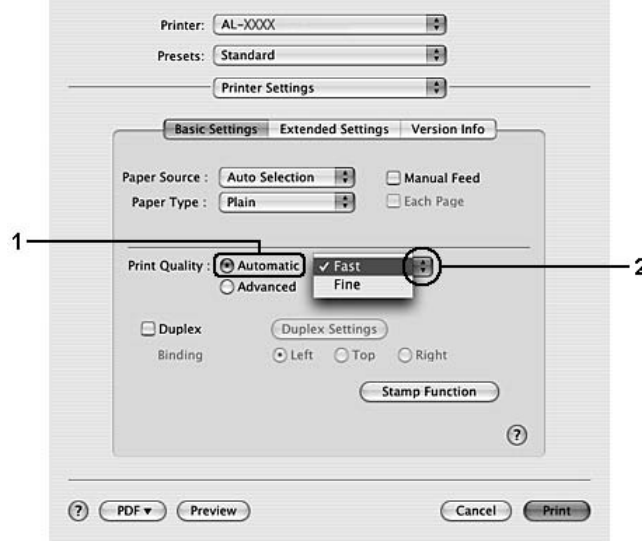 Printer: AL-XXXX
Presets: Standard
Printer Settings
Basic Settings Extended Settings Version Info
Paper Source : Auto Selection Manual Feed
Paper Type : Plain Each Page
1
Print Quality : Automatic ✓ Fast 2
Advanced Fine
Duplex Duplex Settings
Binding Left Top Right
Stamp Function
?
? PDF ▼ Preview Cancel Print